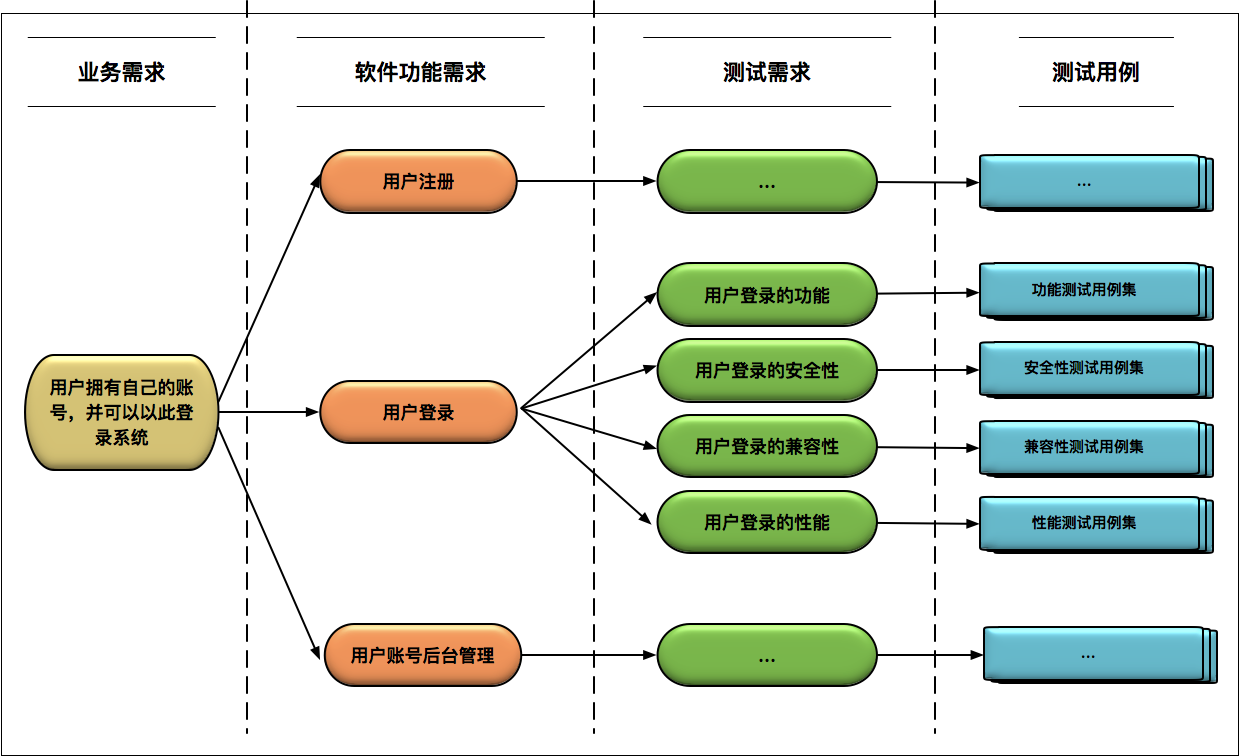 业务需求
软件功能需求
测试需求
测试用例
用户拥有自己的账
号，并可以以此登
录系统
用户注册
...
...
用户登录
用户登录的功能
功能测试用例集
用户登录的安全性
安全性测试用例集
用户登录的兼容性
兼容性测试用例集
用户登录的性能
性能测试用例集
用户账号后台管理
...
...